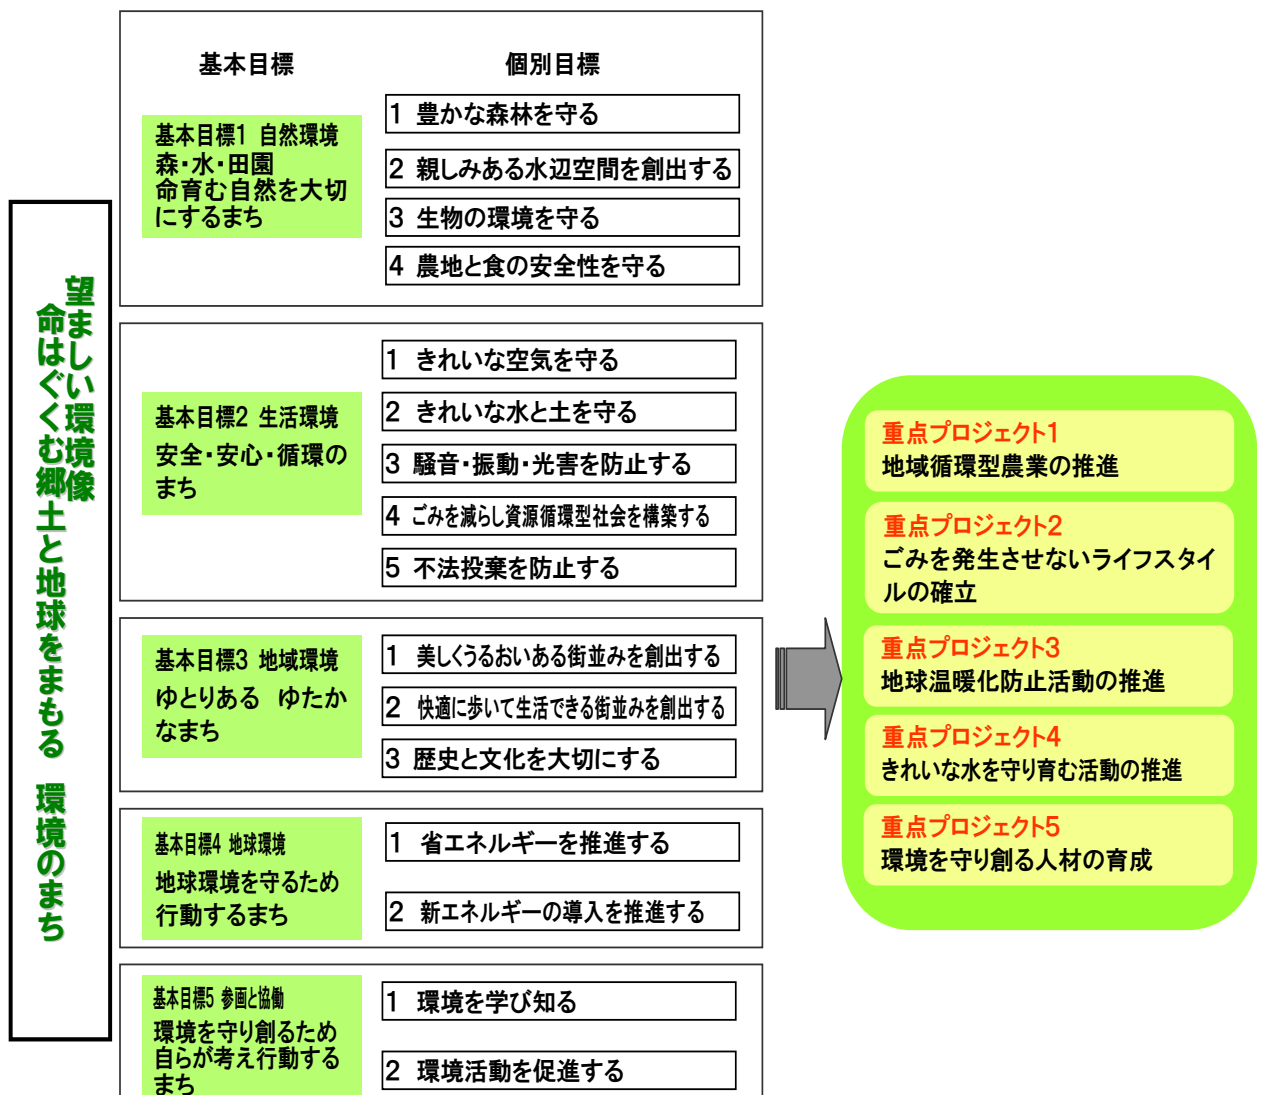 望ましい環境像
命はぐくむ郷土と地球をまもる　環境のまち
基本目標
個別目標
基本目標1 自然環境
森・水・田園
命育む自然を大切
にするまち
1 豊かな森林を守る
2 親しみある水辺空間を創出する
3 生物の環境を守る
4 農地と食の安全性を守る
基本目標2 生活環境
安全・安心・循環の
まち
1 きれいな空気を守る
2 きれいな水と土を守る
3 騒音・振動・光害を防止する
4 ごみを減らし資源循環型社会を構築する
5 不法投棄を防止する
基本目標3 地域環境
ゆとりある　ゆたか
なまち
1 美しくうるおいある街並みを創出する
2 快適に歩いて生活できる街並みを創出する
3 歴史と文化を大切にする
基本目標4 地球環境
地球環境を守るため
行動するまち
1 省エネルギーを推進する
2 新エネルギーの導入を推進する
基本目標5 参画と協働
環境を守り創るため
自らが考え行動する
まち
1 環境を学び知る
2 環境活動を促進する
重点プロジェクト1
地域循環型農業の推進
重点プロジェクト2
ごみを発生させないライフスタイ
ルの確立
重点プロジェクト3
地球温暖化防止活動の推進
重点プロジェクト4
きれいな水を守り育む活動の推進
重点プロジェクト5
環境を守り創る人材の育成